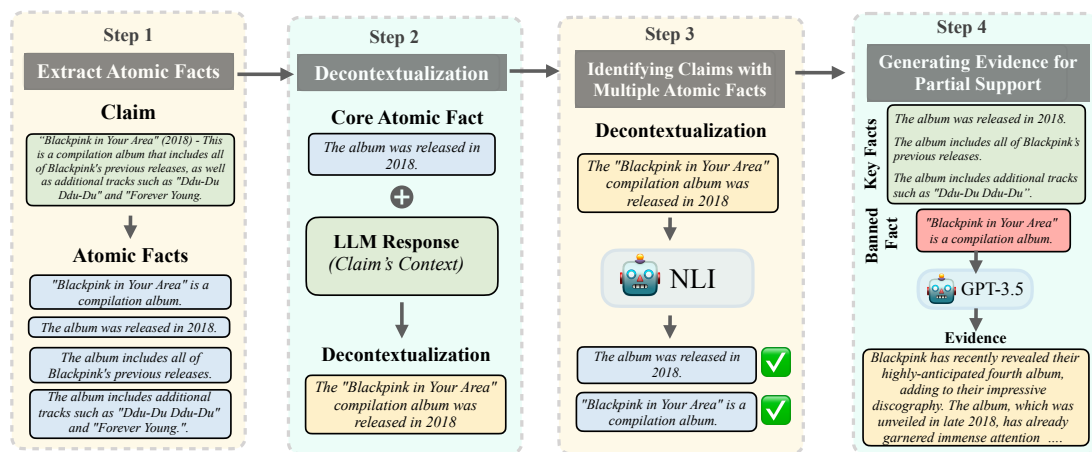 Step 1
Extract Atomic Facts
Claim
"Blackpink in Your Area" (2018) - This
is a compilation album that includes all
of Blackpink's previous releases, as well
as additional tracks such as "Ddu-Du
Ddu-Du" and "Forever Young.
Atomic Facts
"Blackpink in Your Area" is a
compilation album.
The album was released in 2018.
The album includes all of
Blackpink's previous releases.
The album includes additional
tracks such as "Ddu-Du Ddu-Du"
and "Forever Young.".
Step 2
Decontextualization
Core Atomic Fact
The album was released in
2018.
LLM Response
(Claim's Context)
Decontextualization
The "Blackpink in Your Area"
compilation album was
released in 2018
Step 3
Identifying Claims with
Multiple Atomic Facts
Decontextualization
The "Blackpink in Your Area"
compilation album was
released in 2018
NLI
The album was released in
2018.
"Blackpink in Your Area" is a
compilation album.
Step 4
Generating Evidence for
Partial Support
Key Facts
The album was released in 2018.
The album includes all of Blackpink's
previous releases.
The album includes additional tracks
such as "Ddu-Du Ddu-Du".
Banned
Fact
"Blackpink in Your Area"
is a compilation album.
GPT-3.5
Evidence
Blackpink has recently revealed their
highly-anticipated fourth album,
adding to their impressive
discography. The album, which was
unveiled in late 2018, has already
garnered immense attention ....